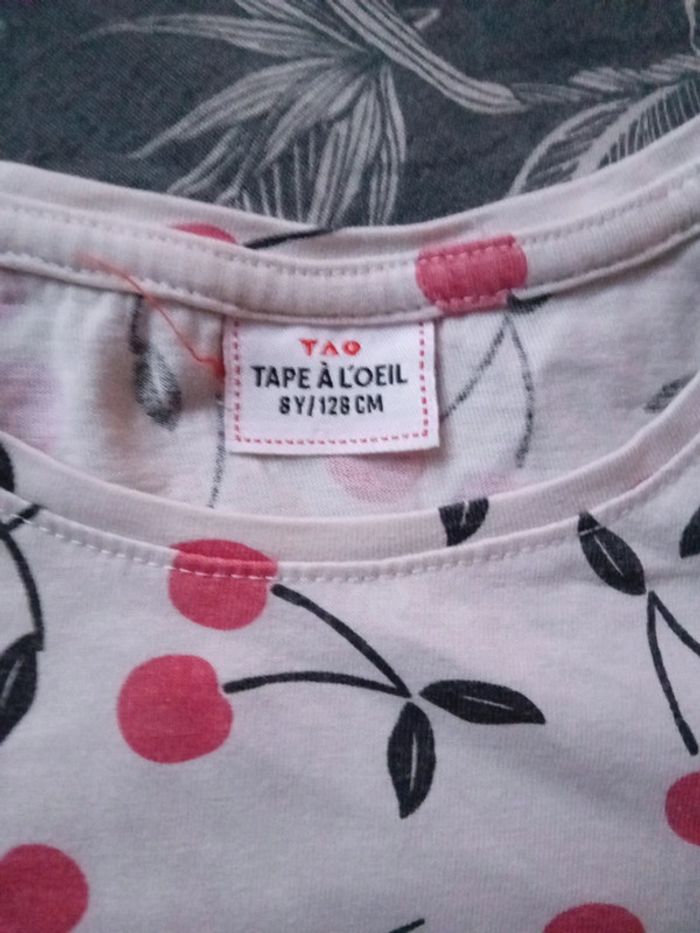 TAO
TAPE À L'OEIL
8Y/128 CM